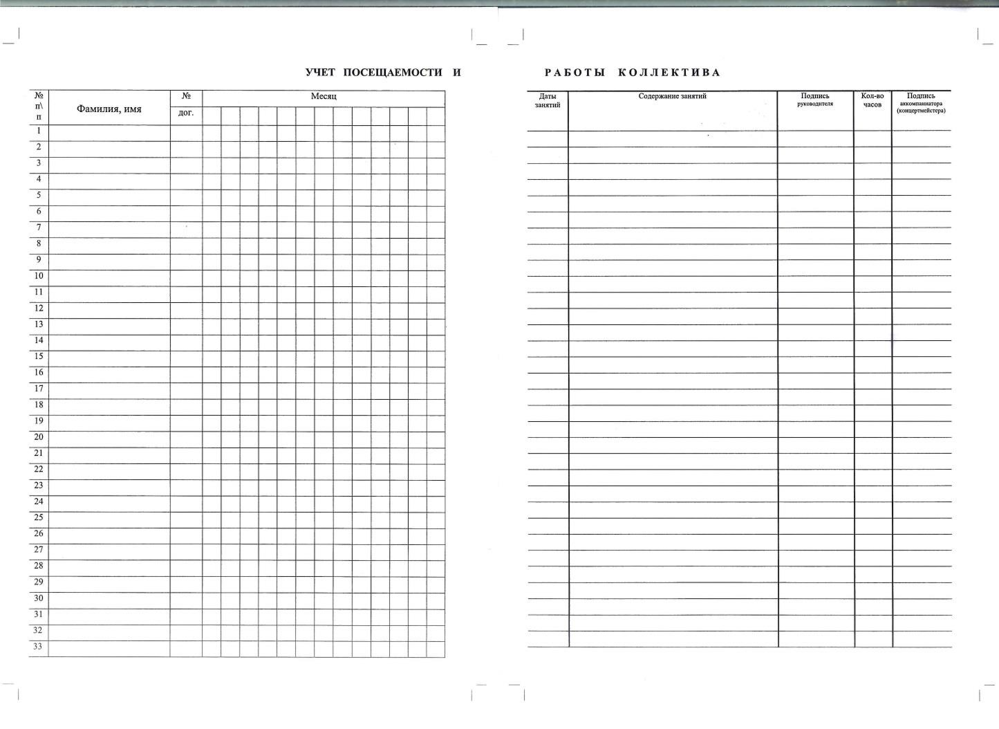 УЧЕТ ПОСЕЩАЕМОСТИ И РАБОТЫ КОЛЛЕКТИВА
№ п\п
Фамилия, имя
№ дог.
Месяц
1
2
3
4
5
6
7
8
9
10
11
12
13
14
15
16
17
18
19
20
21
22
23
24
25
26
27
28
29
30
31
32
33
Даты
занятий
Содержание занятий
Подпись
руководителя
Кол-во
часов
Подпись
аккомпаниатора
(концертмейстера)